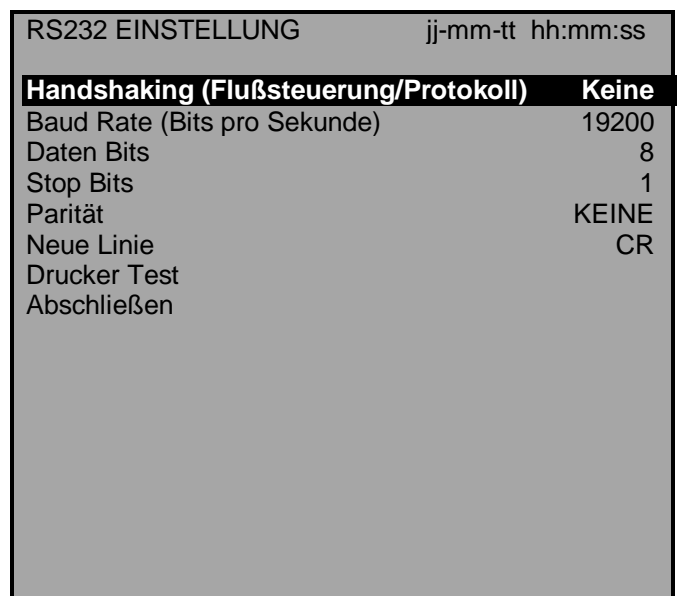 RS232 EINSTELLUNG jj-mm-tt hh:mm:ss
Handshaking (Flußsteuerung/Protokoll) Keine
Baud Rate (Bits pro Sekunde) 19200
Daten Bits 8
Stop Bits 1
Parität KEINE
Neue Linie CR
Drucker Test
Abschließen